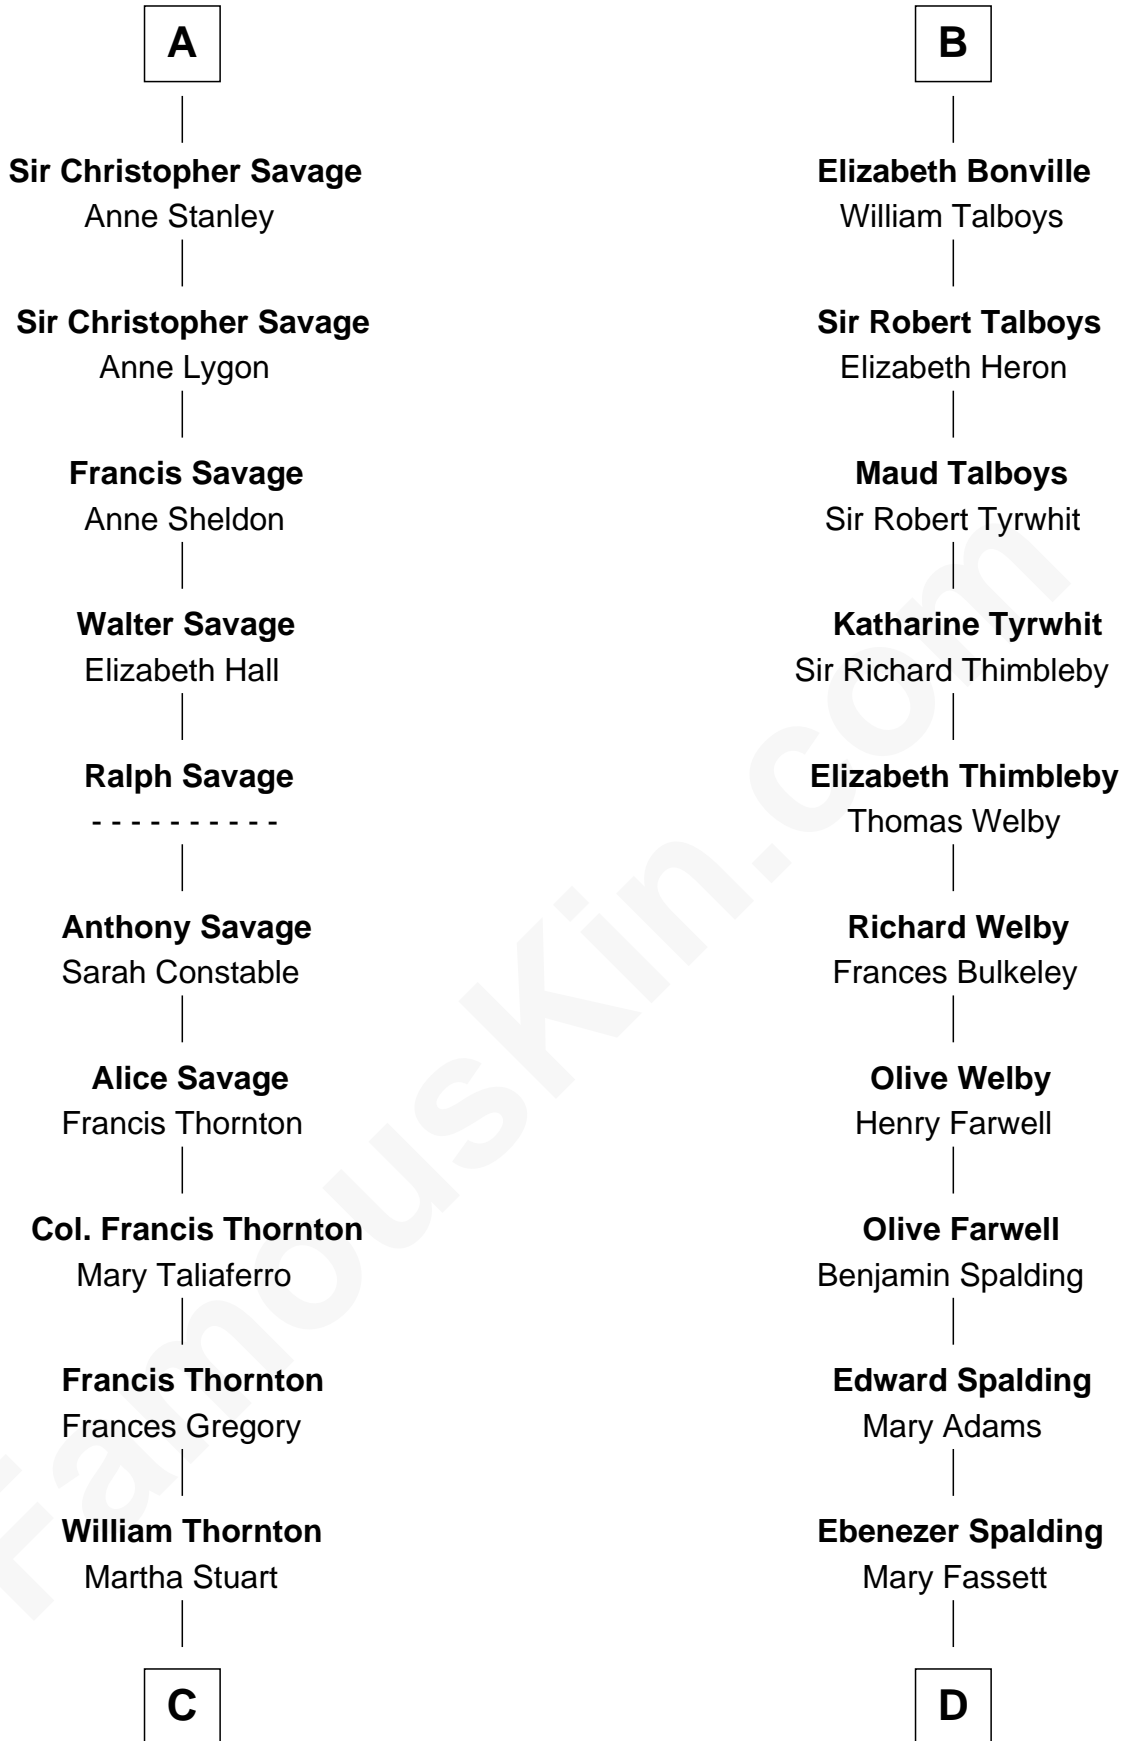 A
Sir Christopher Savage
Anne Stanley
Sir Christopher Savage
Anne Lygon
Francis Savage
Anne Sheldon
Walter Savage
Elizabeth Hall
Ralph Savage
- - - - - - - - - -
Anthony Savage
Sarah Constable
Alice Savage
Francis Thornton
Col. Francis Thornton
Mary Taliaferro
Francis Thornton
Frances Gregory
William Thornton
Martha Stuart
C
B
Elizabeth Bonville
William Talboys
Sir Robert Talboys
Elizabeth Heron
Maud Talboys
Sir Robert Tyrwhit
Katharine Tyrwhit
Sir Richard Thimbleby
Elizabeth Thimbleby
Thomas Welby
Richard Welby
Frances Bulkeley
Olive Welby
Henry Farwell
Olive Farwell
Benjamin Spalding
Edward Spalding
Mary Adams
Ebenezer Spalding
Mary Fassett
D
FamousKin.com